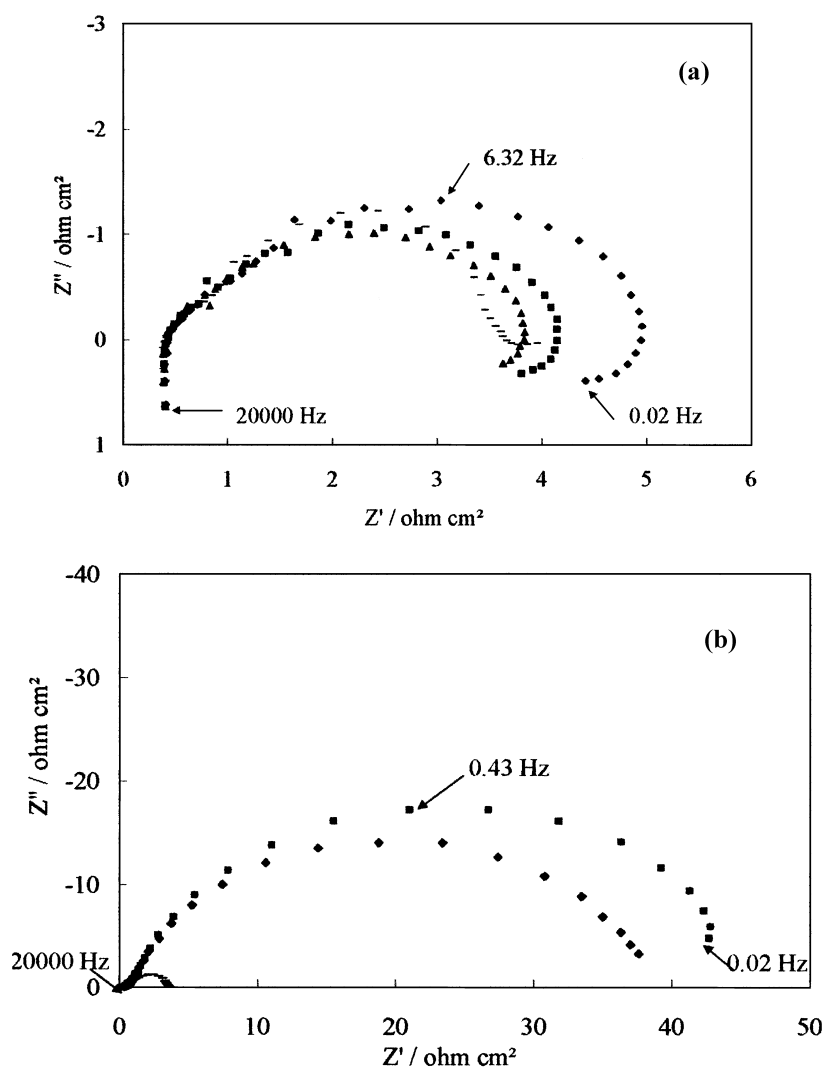 -3
(a)
-2
6.32 Hz
-1
Z'' / ohm cm²
0
20000 Hz
0.02 Hz
1
0 1 2 3 4 5 6
Z' / ohm cm²
-40
(b)
-30
Z'' / ohm cm²
0.43 Hz
-20
-10
20000 Hz
0.02 Hz
0
0 10 20 30 40 50
Z' / ohm cm²